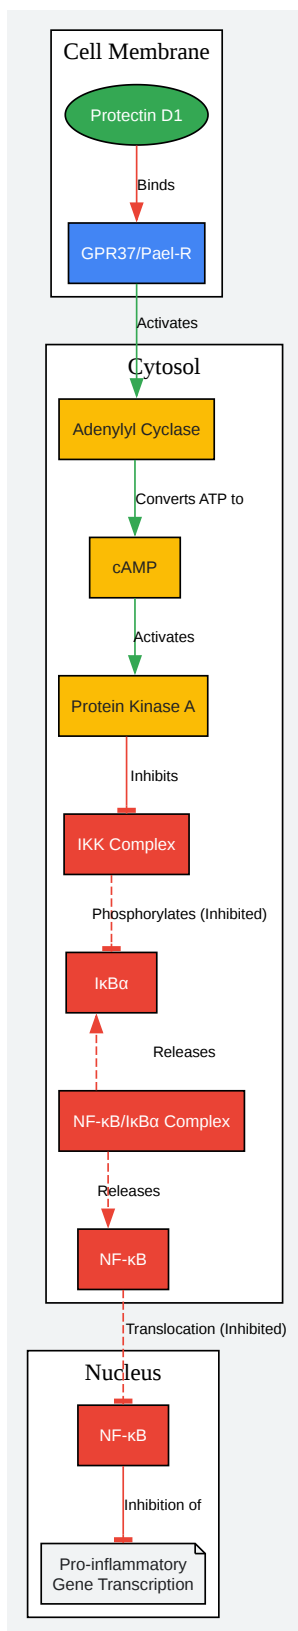 Cell Membrane
Protectin D1
Binds
GPR37/Pael-R
Activates
Cytosol
Adenylyl Cyclase
Converts ATP to
cAMP
Activates
Protein Kinase A
Inhibits
IKK Complex
Phosphorylates (Inhibited)
IκBα
Releases
NF-κB/IκBα Complex
Releases
NF-κB
Translocation (Inhibited)
Nucleus
NF-κB
Inhibition of
Pro-inflammatory
Gene Transcription